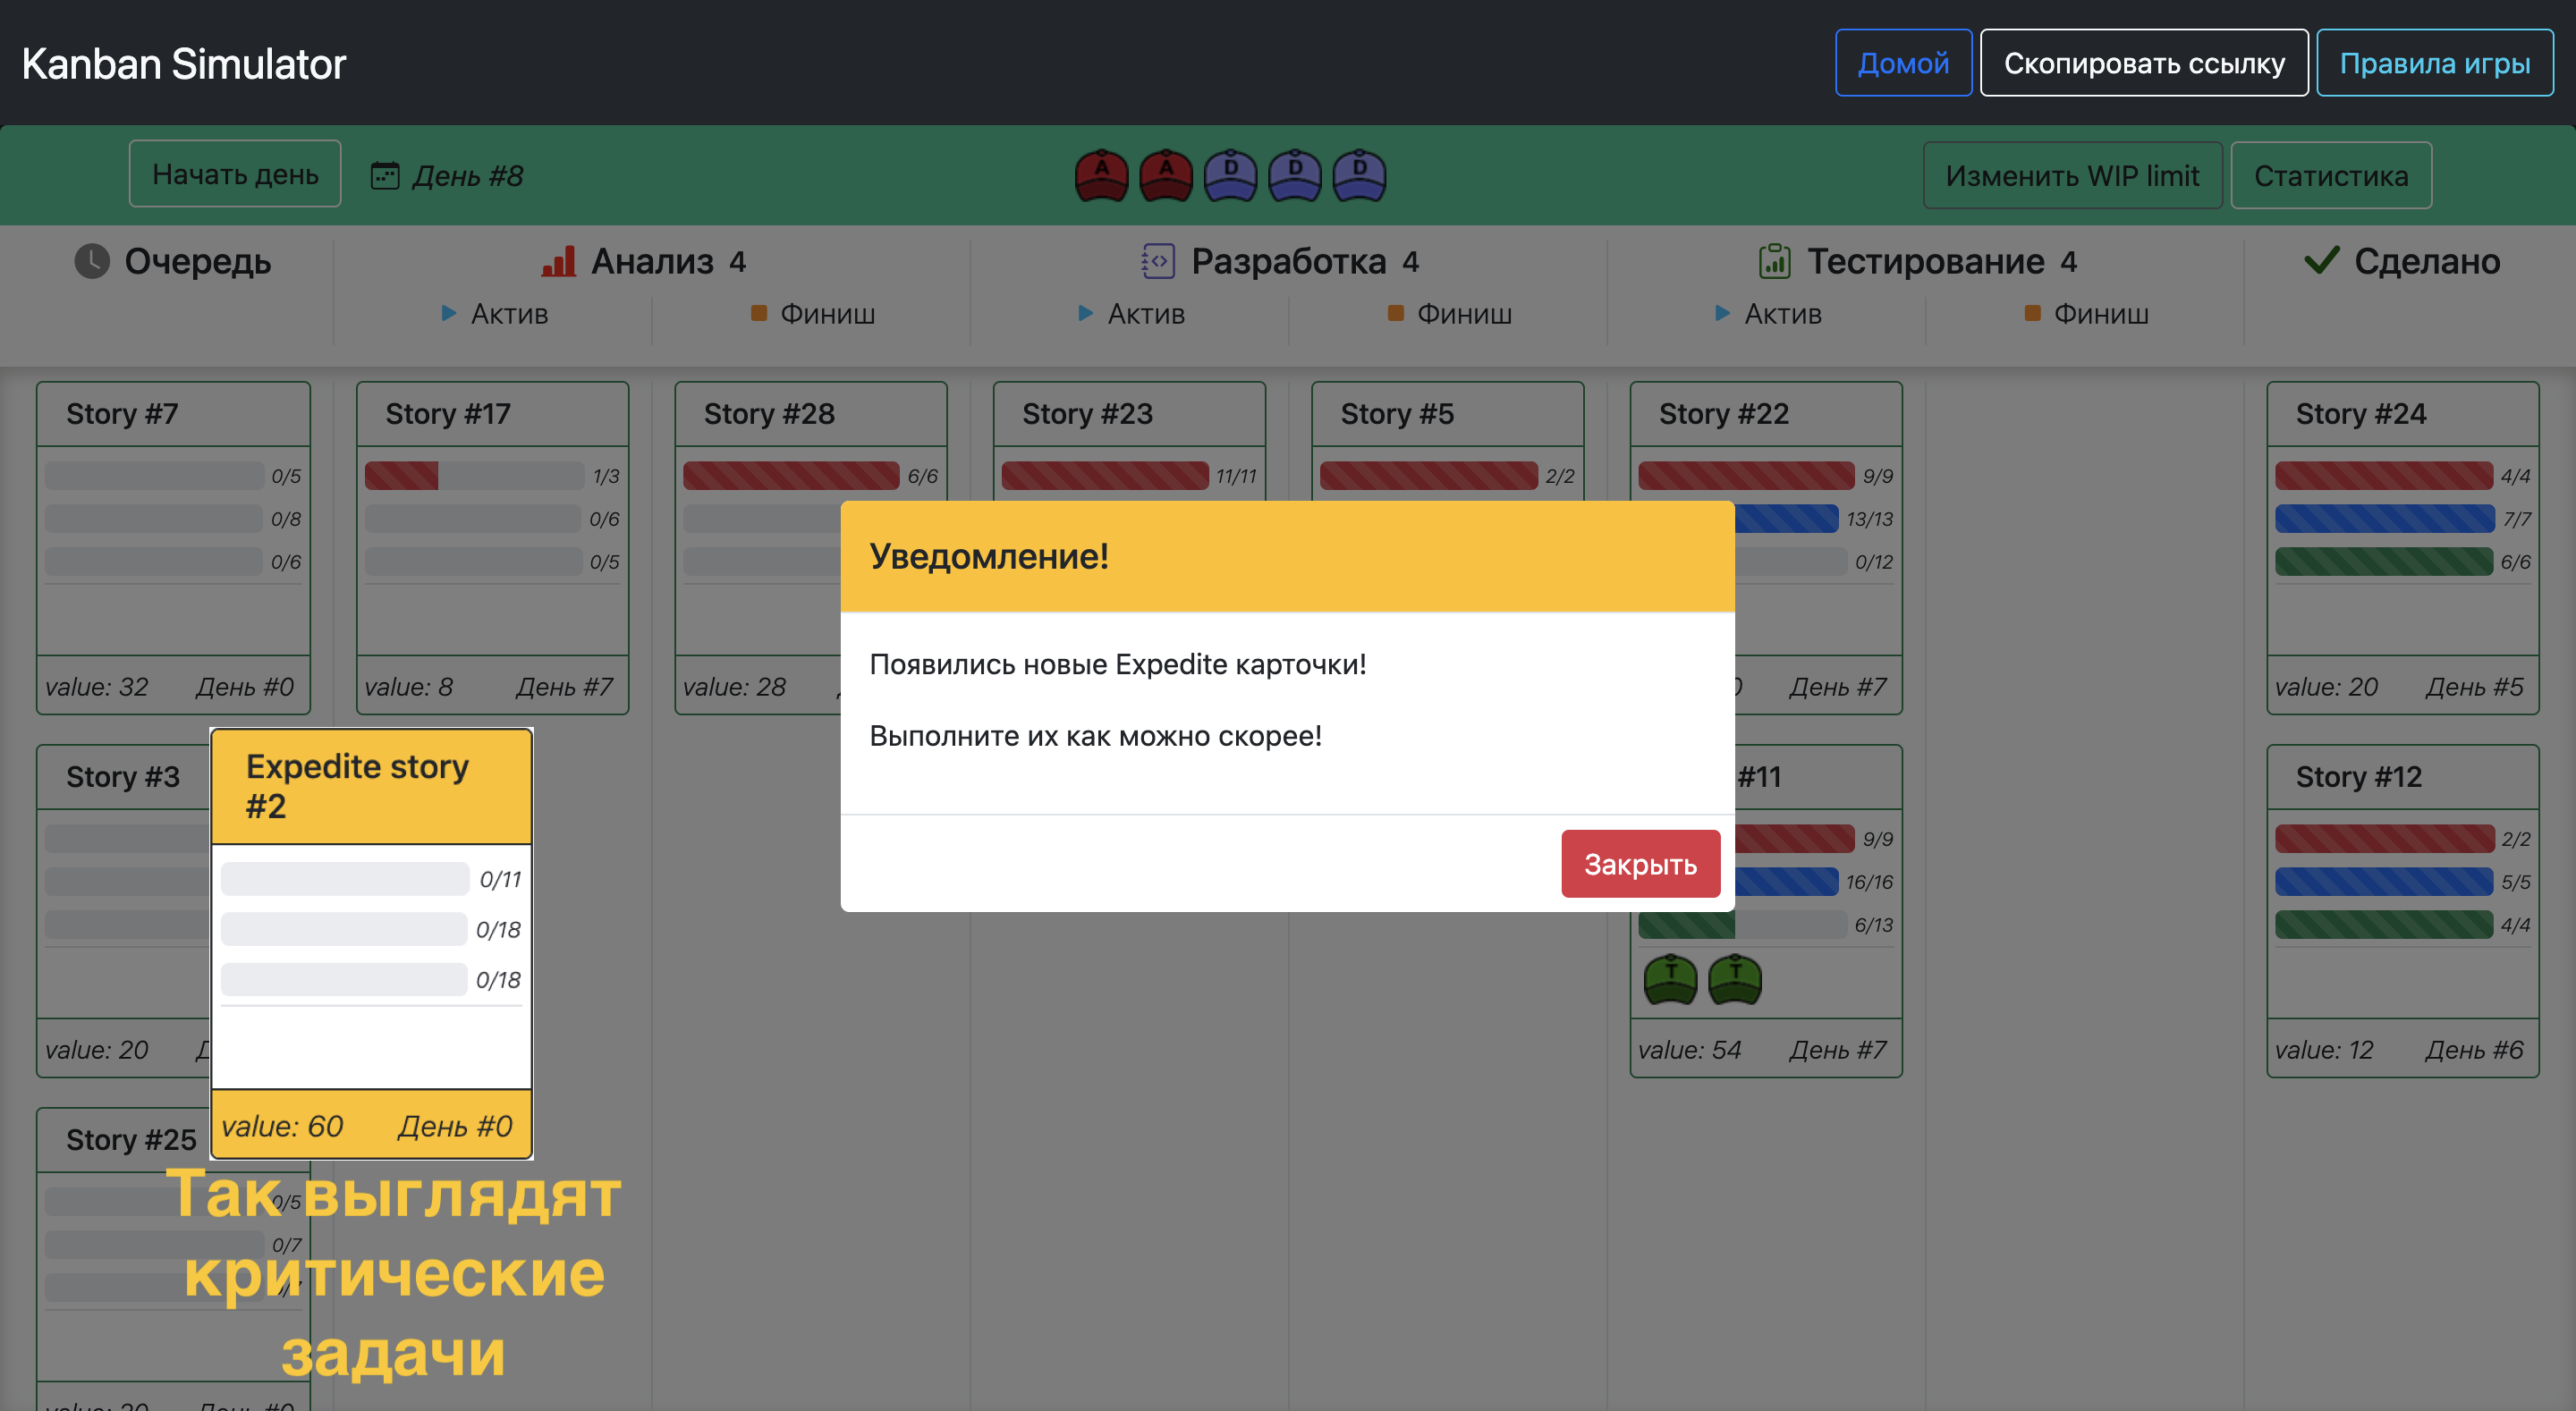 Kanban Simulator
Домой
Скопировать ссылку
Правила игры
Начать день
День #8
A A D D D
Изменить WIP limit
Статистика
Очередь
Анализ 4
Разработка 4
Тестирование 4
Сделано
Актив
Финиш
Актив
Финиш
Актив
Финиш
Story #7
0/5
0/8
0/6
value: 32 День #0
Story #17
1/3
0/6
0/5
value: 8 День #7
Story #28
6/6
value: 28
Story #23
11/11
Story #5
2/2
Story #22
9/9
13/13
0/12
День #7
Story #24
4/4
7/7
6/6
value: 20 День #5
Уведомление!
Появились новые Expedite карточки!
Выполните их как можно скорее!
Закрыть
Story #3
value: 20
Expedite story
#2
0/11
0/18
0/18
value: 60 День #0
#11
9/9
16/16
6/13
T T
value: 54 День #7
Story #12
2/2
5/5
4/4
value: 12 День #6
Story #25
0/5
0/7
Так выглядят
критические
задачи